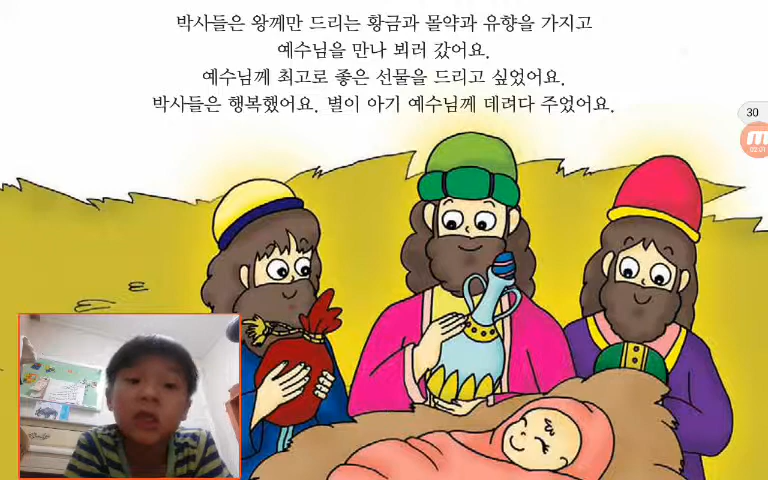 박사들은 왕께만 드리는 황금과 몰약과 유향을 가지고
예수님을 만나 뵈러 갔어요.
예수님께 최고로 좋은 선물을 드리고 싶었어요.
박사들은 행복했어요. 별이 아기 예수님께 데려다 주었어요.
30
02:01